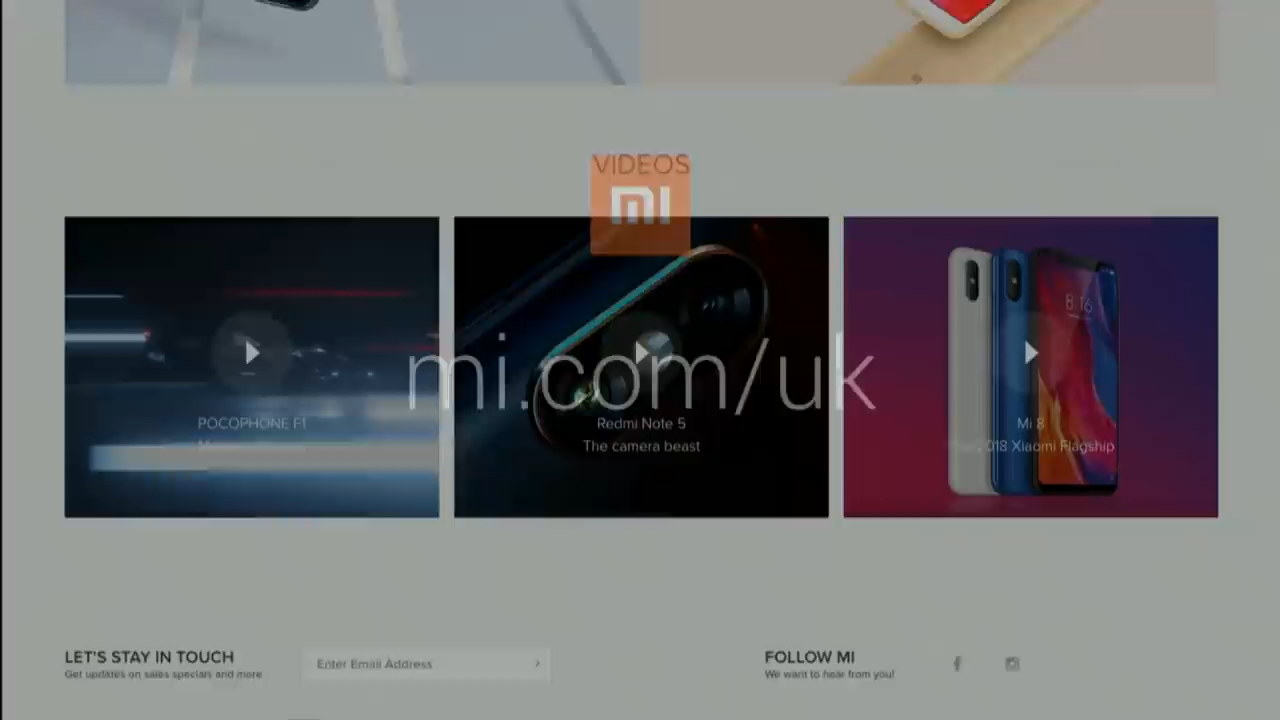 VIDEOS
mi
mi.com/uk
8:16
POCOPHONE F1
Redmi Note 5
The camera beast
Mi 8
2018 Xiaomi Flagship
LET'S STAY IN TOUCH
Get updates on sales specials and more
Enter Email Address
FOLLOW MI
We want to hear from you!